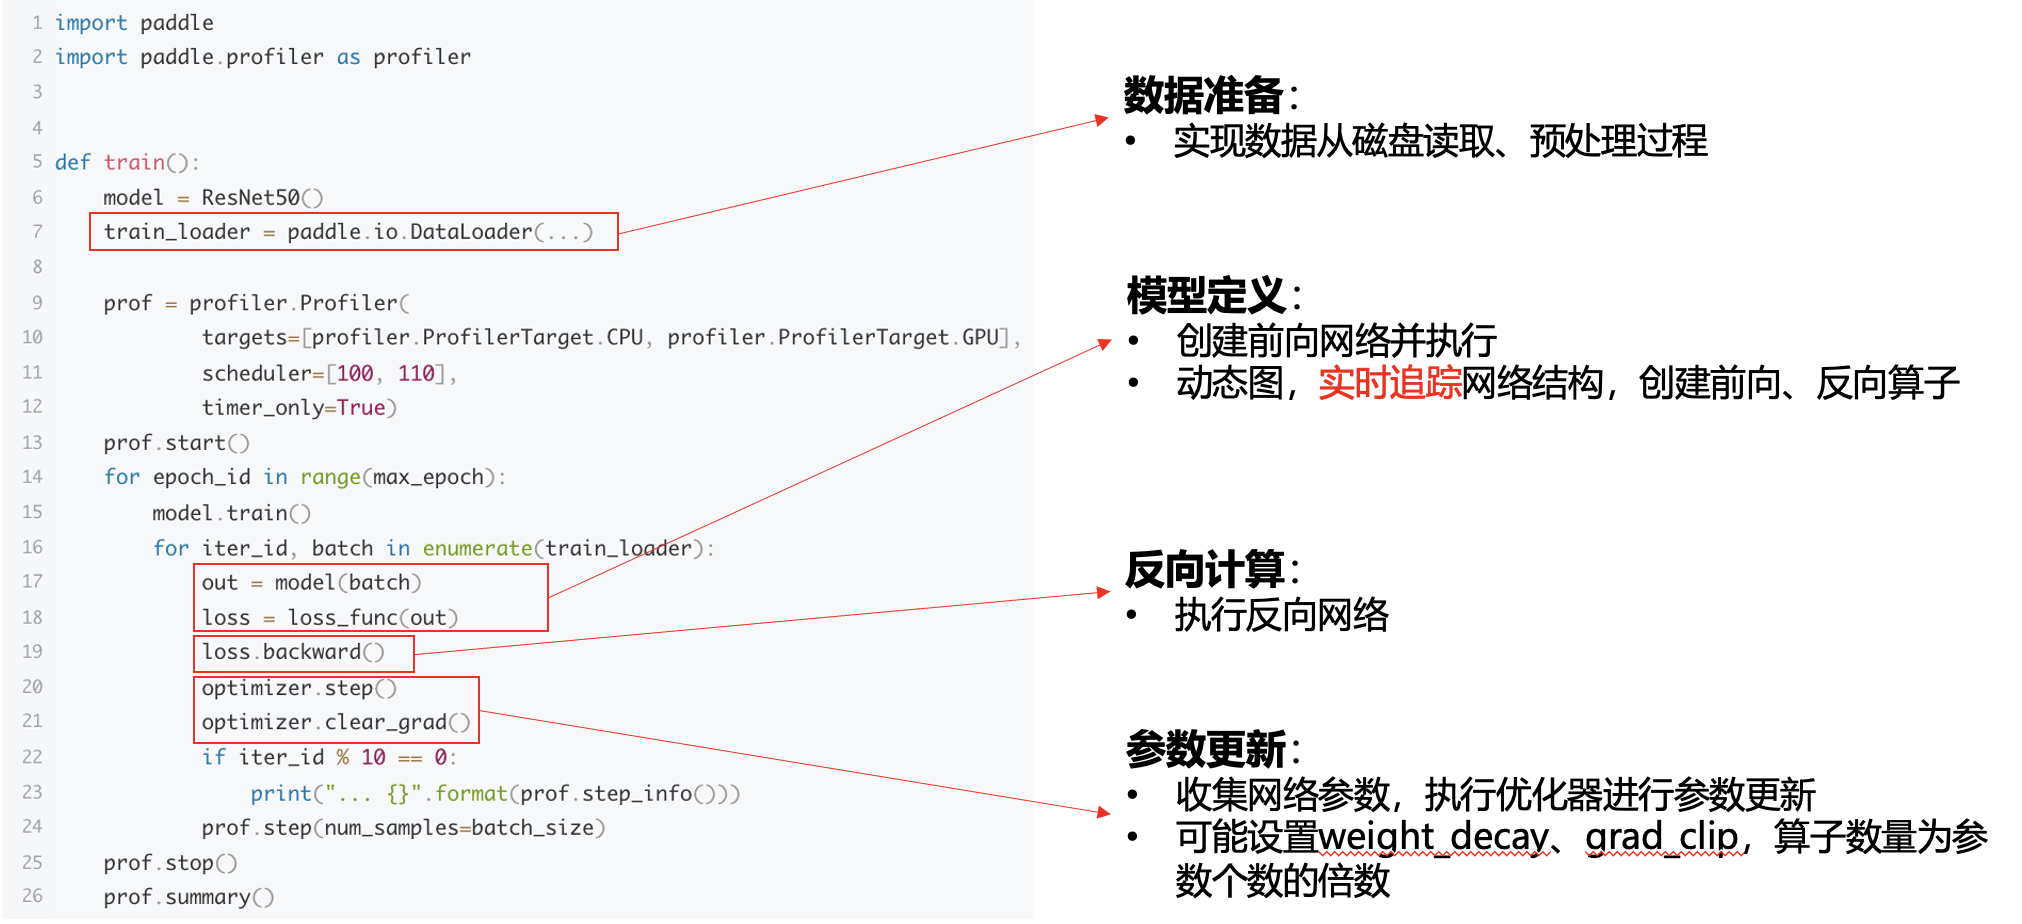 1 import paddle
2 import paddle.profiler as profiler
3
4
5 def train():
6     model = ResNet50()
7     train_loader = paddle.io.DataLoader(...)
8
9     prof = profiler.Profiler(
10             targets=[profiler.ProfilerTarget.CPU, profiler.ProfilerTarget.GPU],
11             scheduler=[100, 110],
12             timer_only=True)
13     prof.start()
14     for epoch_id in range(max_epoch):
15         model.train()
16         for iter_id, batch in enumerate(train_loader):
17             out = model(batch)
18             loss = loss_func(out)
19             loss.backward()
20             optimizer.step()
21             optimizer.clear_grad()
22             if iter_id % 10 == 0:
23                 print("... {}".format(prof.step_info()))
24             prof.step(num_samples=batch_size)
25     prof.stop()
26     prof.summary()
数据准备：
• 实现数据从磁盘读取、预处理过程
模型定义：
• 创建前向网络并执行
• 动态图，实时追踪网络结构，创建前向、反向算子
反向计算：
• 执行反向网络
参数更新：
• 收集网络参数，执行优化器进行参数更新
• 可能设置weight_decay、grad_clip，算子数量为参
数个数的倍数